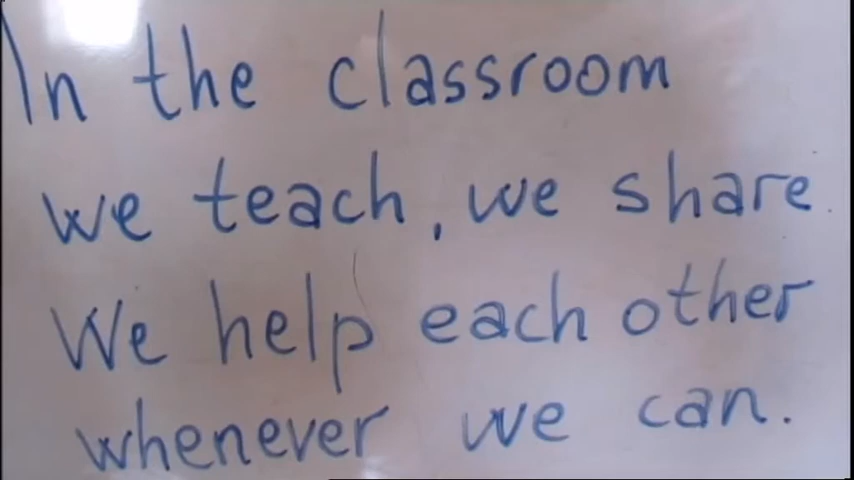 In the classroom
we teach, we share
We help each other
whenever we can.